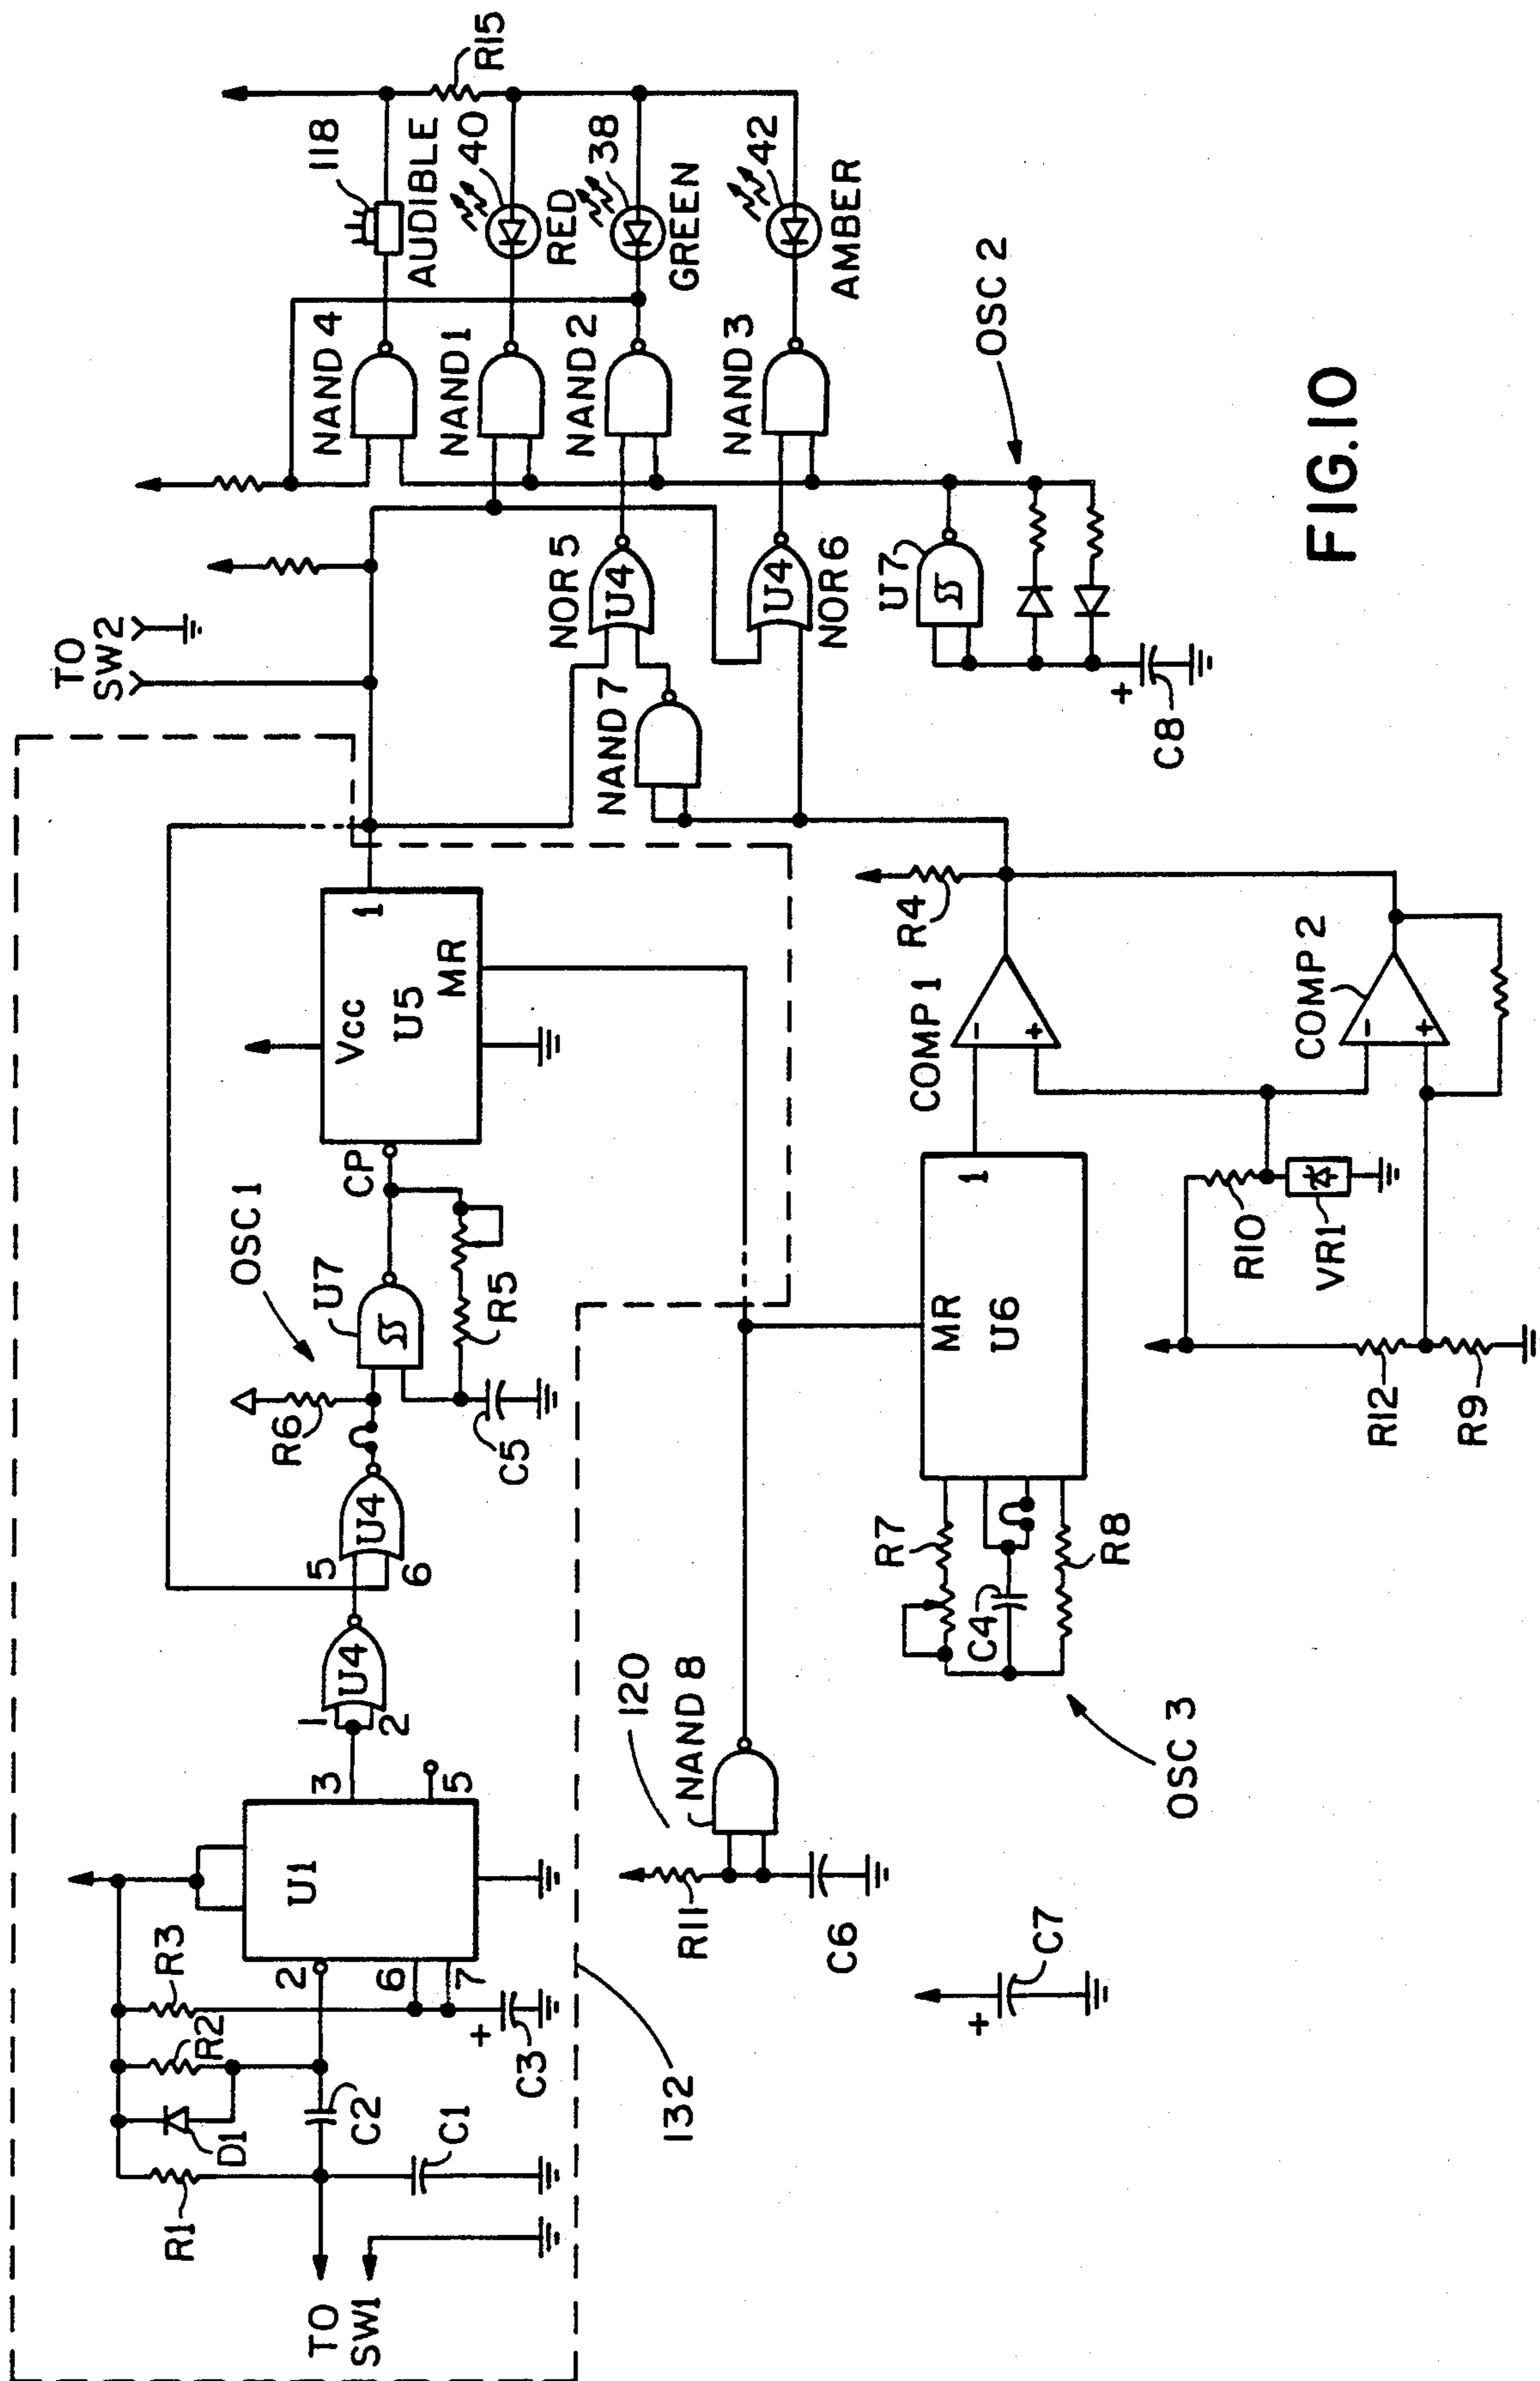 FIG.10
TO
SW1
R1
D1
R2
R3
C2
C1
C3
132
2
6
7
U1
3
5
1
2
U4
5
6
U4
R6
OSC 1
U7
C5
R5
CP
Vcc
U5
1
MR
TO
SW2
120
R11
C6
NAND 8
C7
OSC 3
R7
C4
R8
MR
U6
1
R12
R9
R10
VR1
COMP 1
-
+
COMP 2
-
+
R4
NAND 7
NOR 5
U4
U4
NOR 6
U7
C8
+
OSC 2
NAND 4
NAND 1
NAND 2
NAND 3
118
AUDIBLE
40
RED
38
GREEN
42
AMBER
R15
+
+